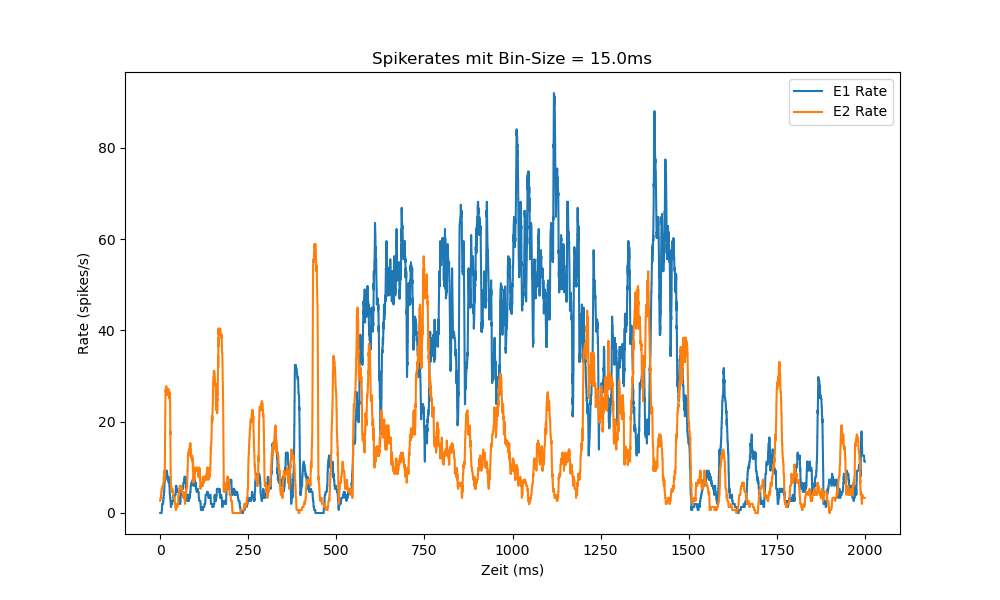 Spikerates mit Bin-Size = 15.0ms
E1 Rate
E2 Rate
80
60
40
20
0
Rate (spikes/s)
0 250 500 750 1000 1250 1500 1750 2000
Zeit (ms)